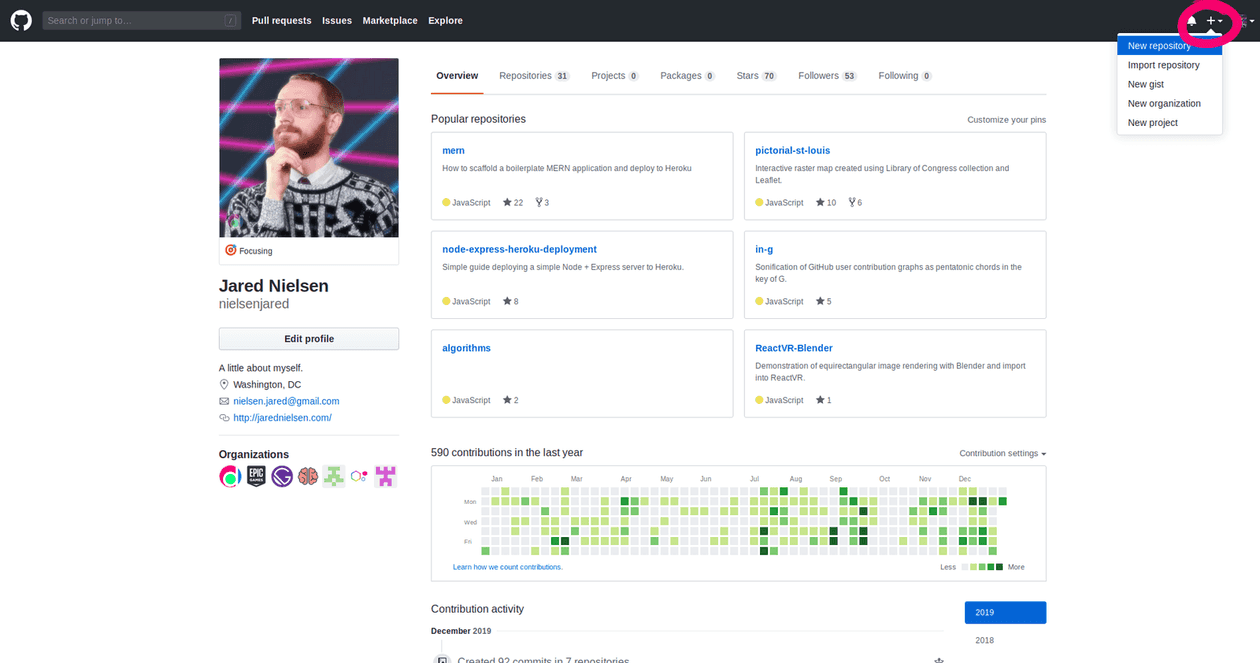 Search or jump to… /
Pull requests Issues Marketplace Explore
New repository
Import repository
New gist
New organization
New project
Overview Repositories 31 Projects 0 Packages 0 Stars 70 Followers 53 Following 0
Focusing
Jared Nielsen
nielsenjared
Edit profile
A little about myself.
Washington, DC
nielsen.jared@gmail.com
http://jarednielsen.com/
Organizations
EPIC GAMES
Popular repositories Customize your pins
mern
How to scaffold a boilerplate MERN application and deploy to Heroku
JavaScript 22 3
pictorial-st-louis
Interactive raster map created using Library of Congress collection and
Leaflet.
JavaScript 10 6
node-express-heroku-deployment
Simple guide deploying a simple Node + Express server to Heroku.
JavaScript 8
in-g
Sonification of GitHub user contribution graphs as pentatonic chords in the
key of G.
JavaScript 5
algorithms
JavaScript 2
ReactVR-Blender
Demonstration of equirectangular image rendering with Blender and import
into ReactVR.
JavaScript 1
590 contributions in the last year Contribution settings
Jan Feb Mar Apr May Jun Jul Aug Sep Oct Nov Dec
Mon
Wed
Fri
Learn how we count contributions. Less More
Contribution activity
2019
2018
December 2019
Created 92 commits in 7 repositories